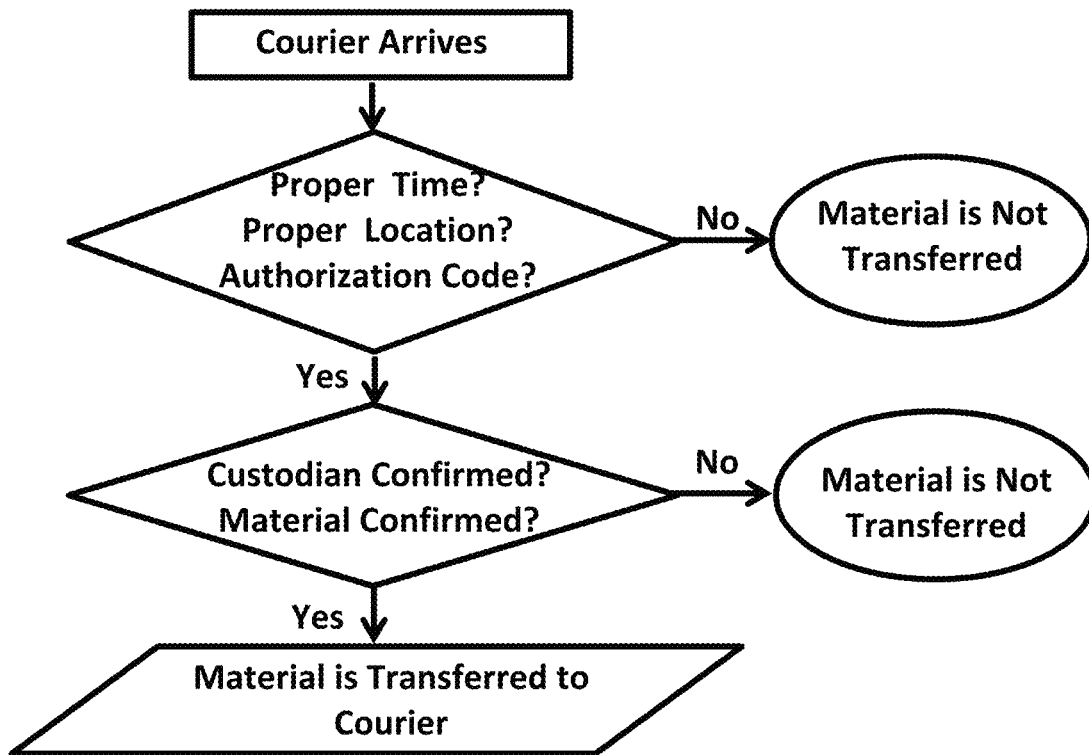 Courier Arrives
Proper Time?
Proper Location?
Authorization Code?
No
Material is Not
Transferred
Yes
Custodian Confirmed?
Material Confirmed?
No
Material is Not
Transferred
Yes
Material is Transferred to
Courier